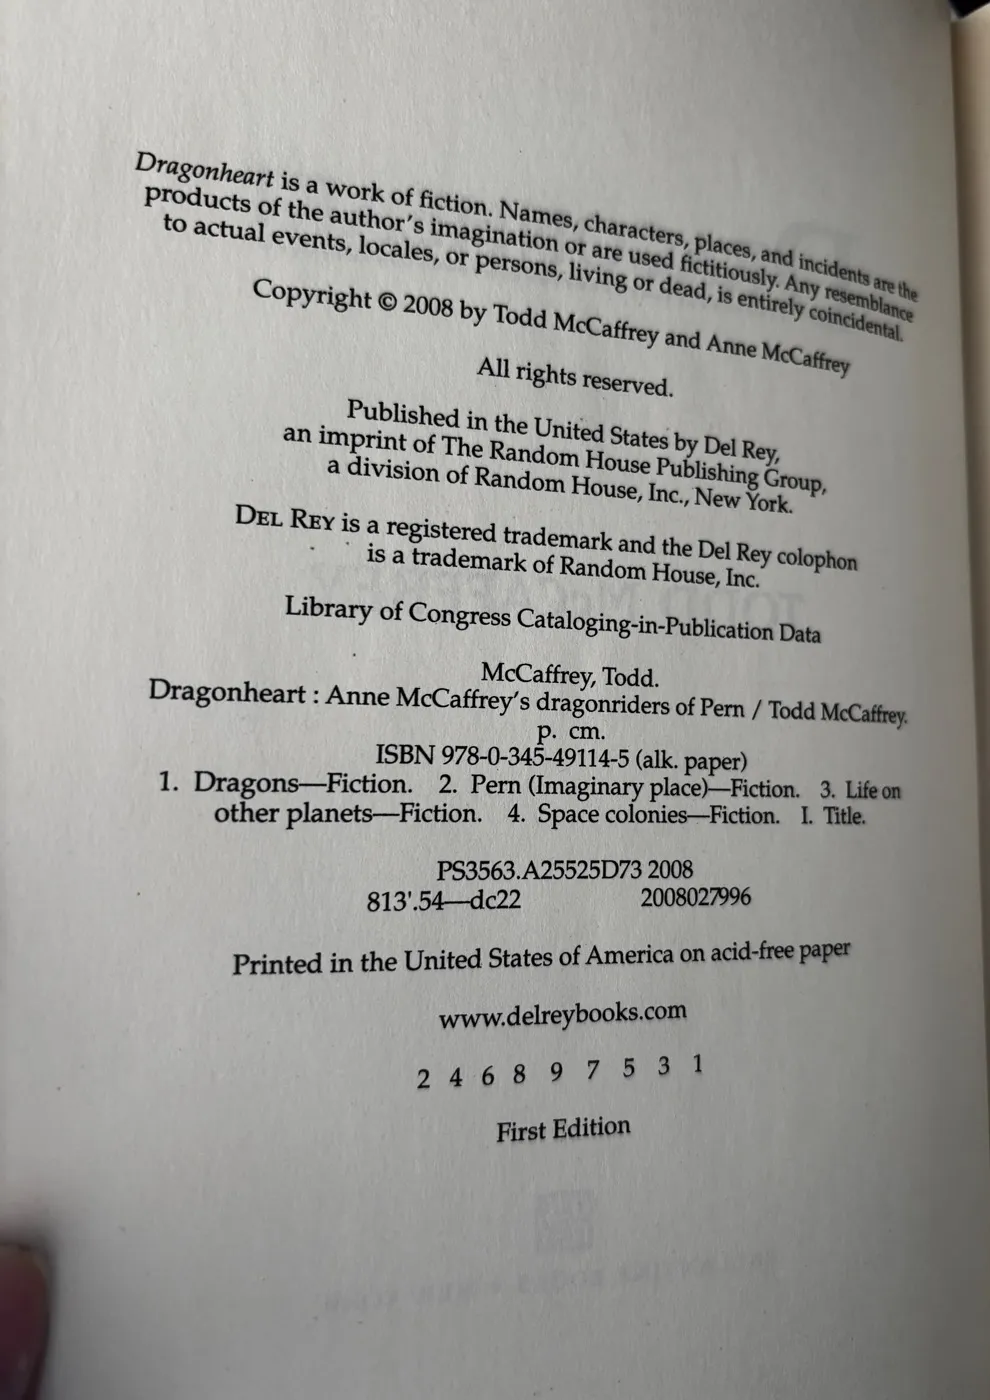 Dragonheart is a work of fiction. Names, characters, places, and incidents are the
products of the author's imagination or are used fictitiously. Any resemblance
to actual events, locales, or persons, living or dead, is entirely coincidental.
Copyright © 2008 by Todd McCaffrey and Anne McCaffrey
All rights reserved.
Published in the United States by Del Rey,
an imprint of The Random House Publishing Group,
a division of Random House, Inc., New York.
DEL REY is a registered trademark and the Del Rey colophon
is a trademark of Random House, Inc.
Library of Congress Cataloging-in-Publication Data
McCaffrey, Todd.
Dragonheart : Anne McCaffrey's dragonriders of Pern / Todd McCaffrey.
p. cm.
ISBN 978-0-345-49114-5 (alk. paper)
1. Dragons—Fiction. 2. Pern (Imaginary place)—Fiction. 3. Life on
other planets—Fiction. 4. Space colonies—Fiction. I. Title.
PS3563.A25525D73 2008
813'.54—dc22 2008027996
Printed in the United States of America on acid-free paper
www.delreybooks.com
2 4 6 8 9 7 5 3 1
First Edition